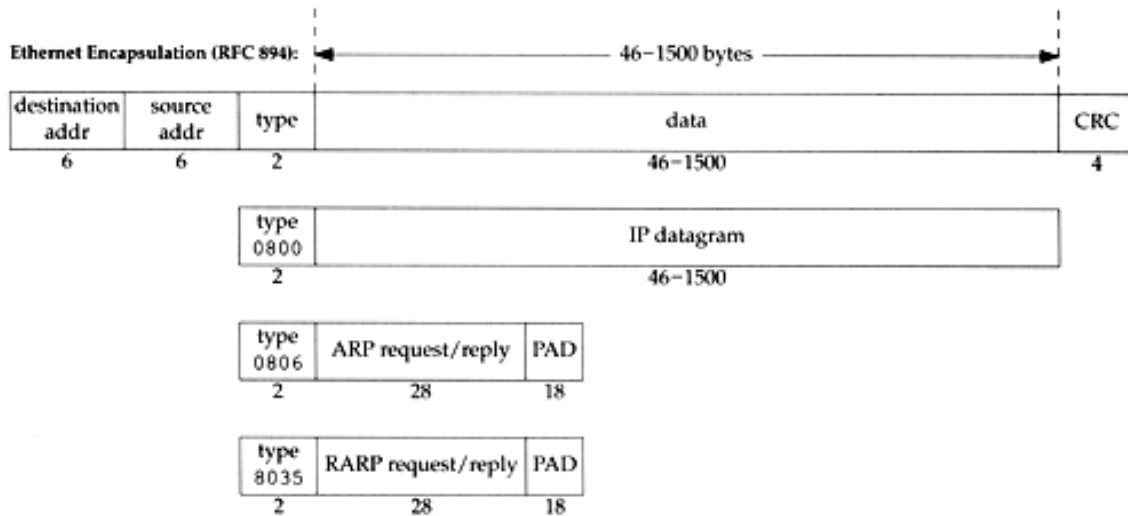 Ethernet Encapsulation (RFC 894): 46-1500 bytes
destination addr source addr type data CRC
6 6 2 46-1500 4
type 0800 IP datagram
2 46-1500
type 0806 ARP request/reply PAD
2 28 18
type 8035 RARP request/reply PAD
2 28 18